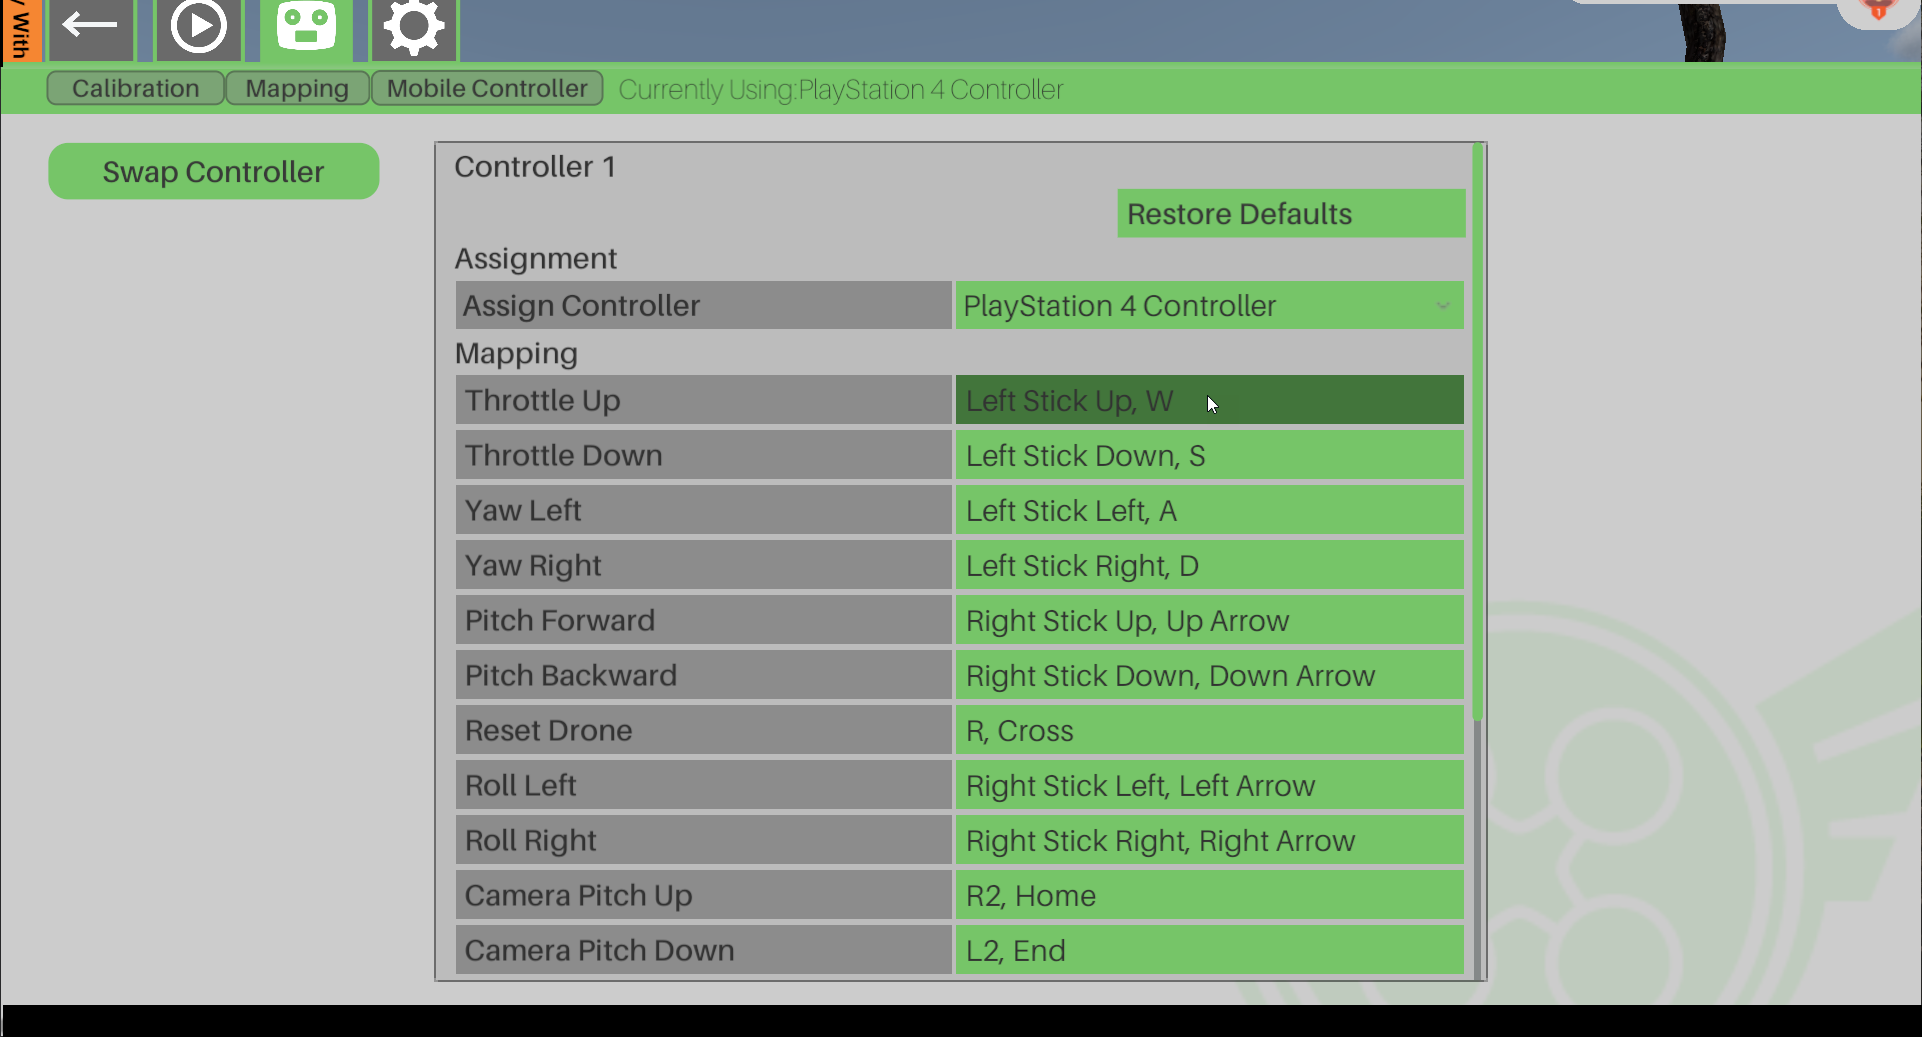 / With
Calibration Mapping Mobile Controller Currently Using:PlayStation 4 Controller
Swap Controller
Controller 1
Restore Defaults
Assignment
Assign Controller PlayStation 4 Controller
Mapping
Throttle Up Left Stick Up, W
Throttle Down Left Stick Down, S
Yaw Left Left Stick Left, A
Yaw Right Left Stick Right, D
Pitch Forward Right Stick Up, Up Arrow
Pitch Backward Right Stick Down, Down Arrow
Reset Drone R, Cross
Roll Left Right Stick Left, Left Arrow
Roll Right Right Stick Right, Right Arrow
Camera Pitch Up R2, Home
Camera Pitch Down L2, End